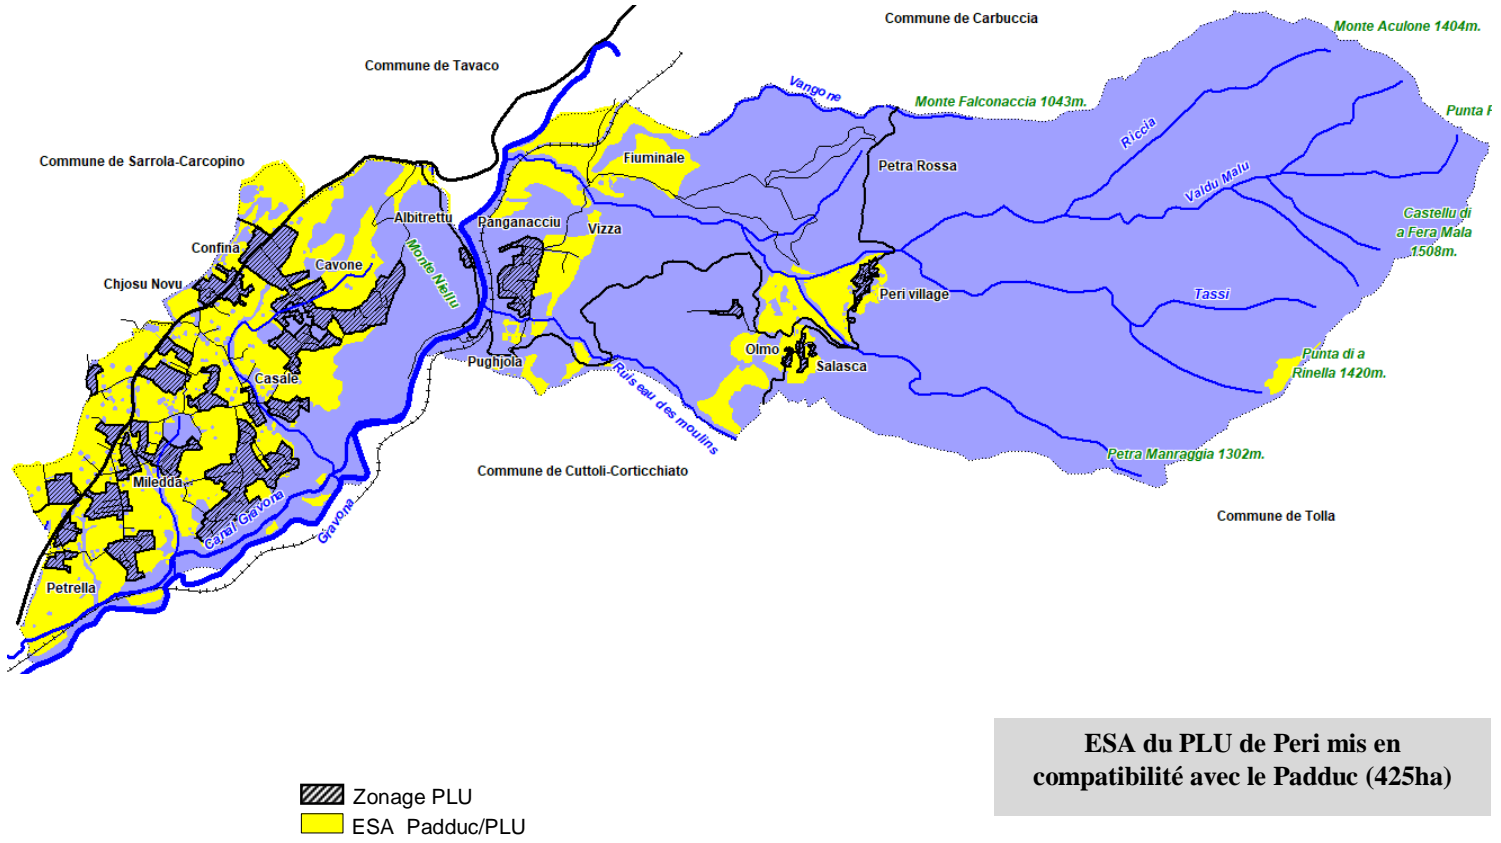 Commune de Carbuccia
Monte Aculone 1404m.
Commune de Tavaco
Vangone
Monte Falconaccia 1043m.
Punta
Riccia
Commune de Sarrola-Carcopino
Fiuminale
Petra Rossa
Valdu Malu
Albitrettu
Panganacciu
Vizza
Castellu di
a Fera Mala
1508m.
Confina
Cavone
Monte Niellu
Chjosu Novu
Peri village
Tassi
Pughjola
Olmo
Salasca
Punta di a
Rinella 1420m.
Casale
Ruiseau des moulins
Petra Manraggia 1302m.
Commune de Cuttoli-Corticchiato
Miledda
Canal Gravona
Gravona
Commune de Tolla
Petrella
ESA du PLU de Peri mis en
compatibilité avec le Padduc (425ha)
Zonage PLU
ESA Padduc/PLU